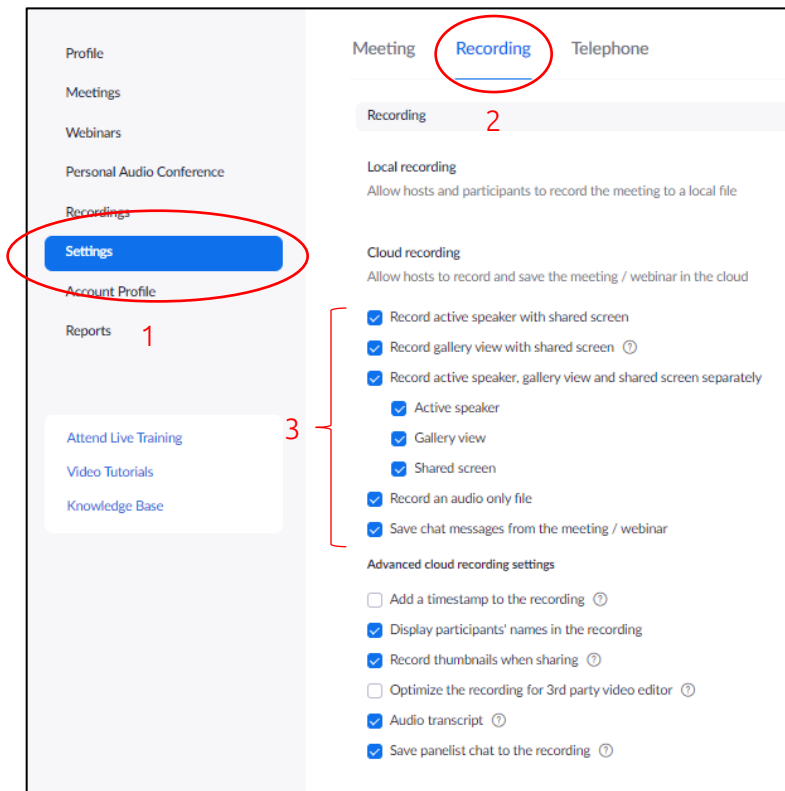 Profile
Meetings
Webinars
Personal Audio Conference
Recordings
Settings
Account Profile
Reports
1
Attend Live Training
Video Tutorials
Knowledge Base
Meeting Recording Telephone
2
Recording
Local recording
Allow hosts and participants to record the meeting to a local file
Cloud recording
Allow hosts to record and save the meeting / webinar in the cloud
3
Record active speaker with shared screen
Record gallery view with shared screen ?
Record active speaker, gallery view and shared screen separately
Active speaker
Gallery view
Shared screen
Record an audio only file
Save chat messages from the meeting / webinar
Advanced cloud recording settings
Add a timestamp to the recording ?
Display participants' names in the recording
Record thumbnails when sharing ?
Optimize the recording for 3rd party video editor ?
Audio transcript ?
Save panelist chat to the recording ?